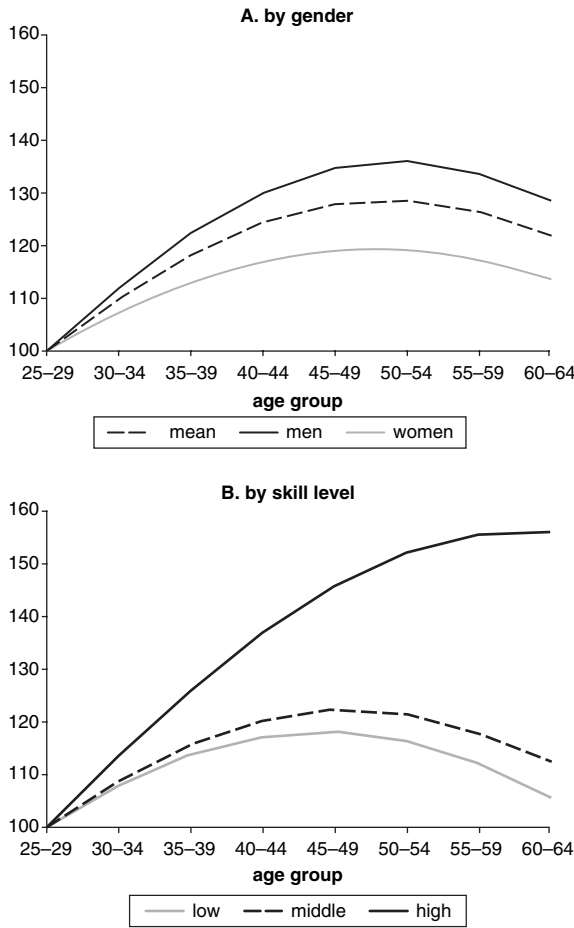 A. by gender
160
150
140
130
120
110
100
25–29 30–34 35–39 40–44 45–49 50–54 55–59 60–64
age group
mean men women
B. by skill level
160
150
140
130
120
110
100
25–29 30–34 35–39 40–44 45–49 50–54 55–59 60–64
age group
low middle high